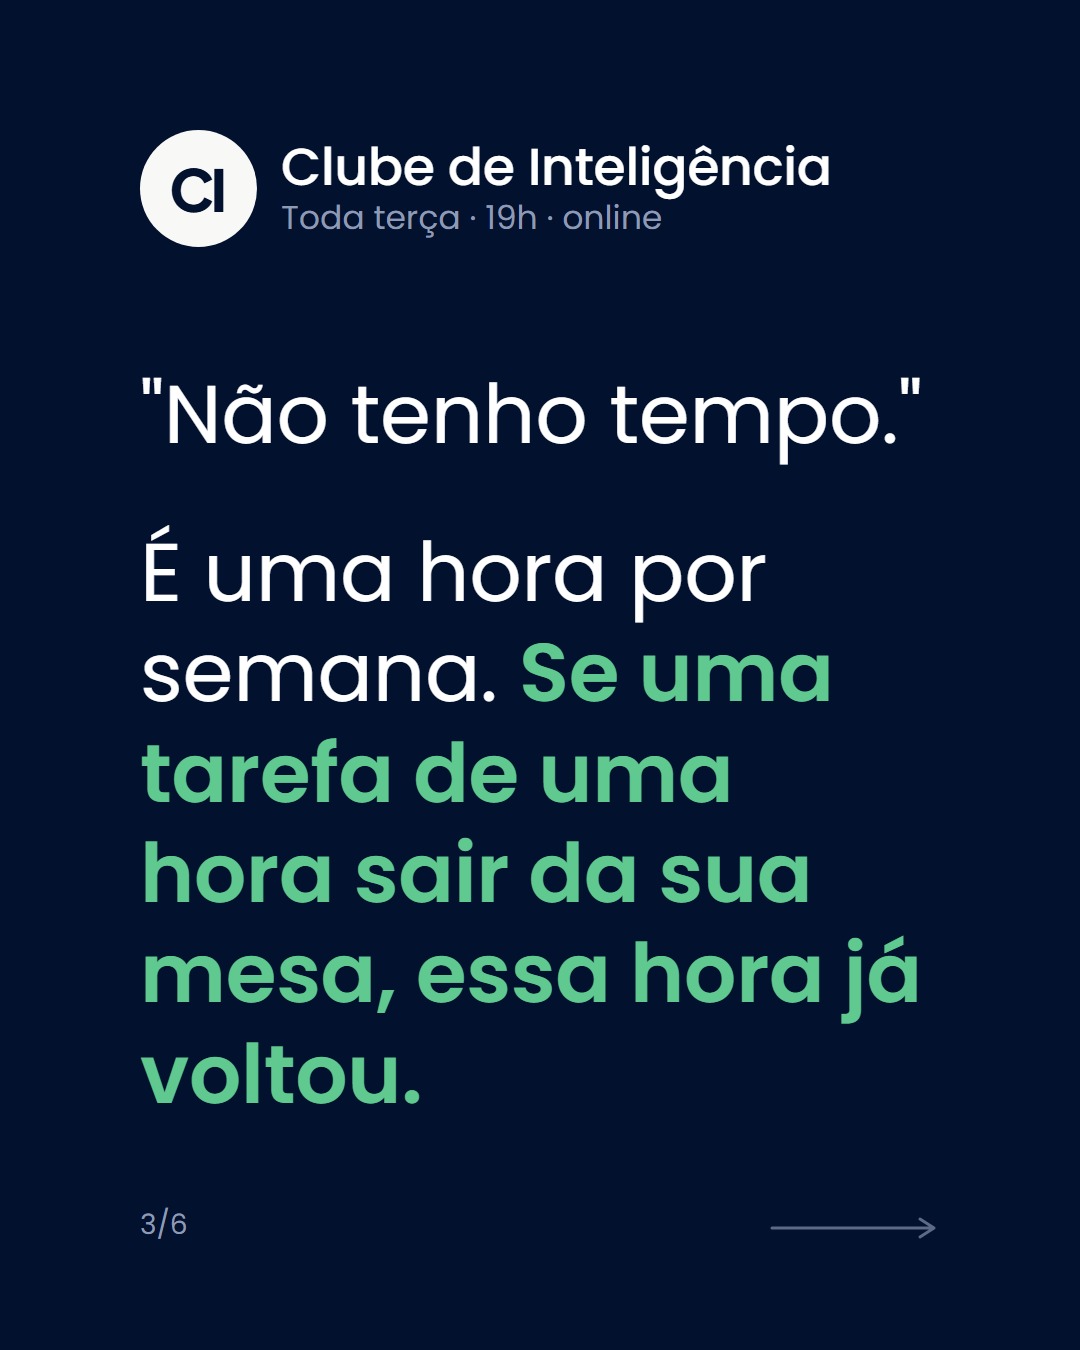 CI
Clube de Inteligência
Toda terça · 19h · online
"Não tenho tempo."
É uma hora por
semana. Se uma
tarefa de uma
hora sair da sua
mesa, essa hora já
voltou.
3/6